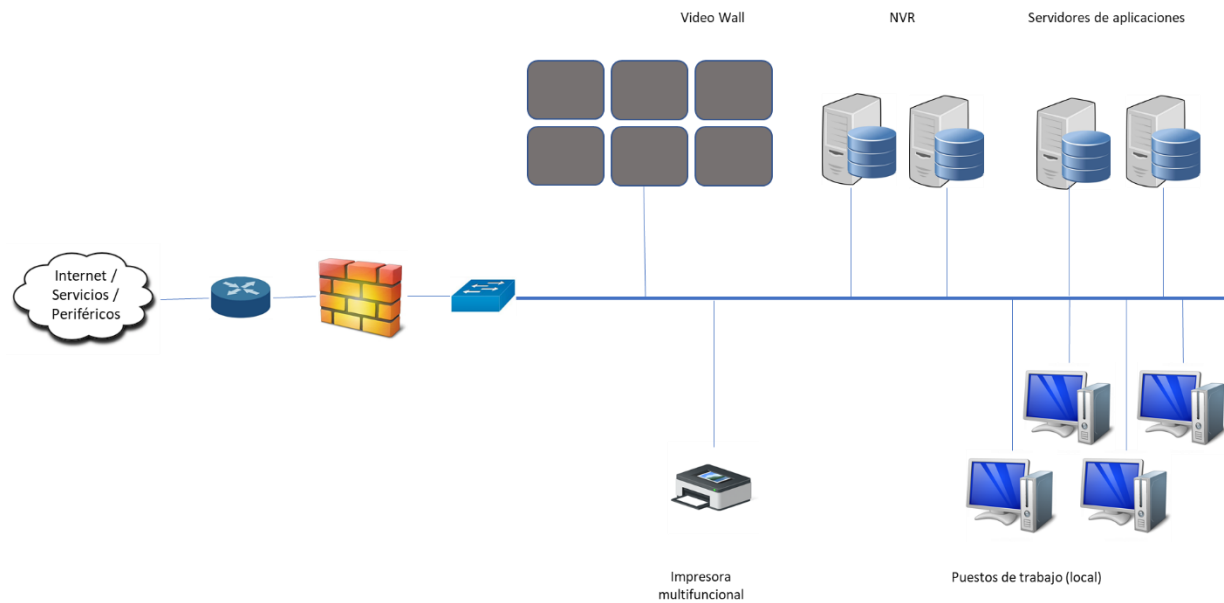 Video Wall
NVR
Servidores de aplicaciones
Internet /
Servicios /
Periféricos
Impresora
multifuncional
Puestos de trabajo (local)